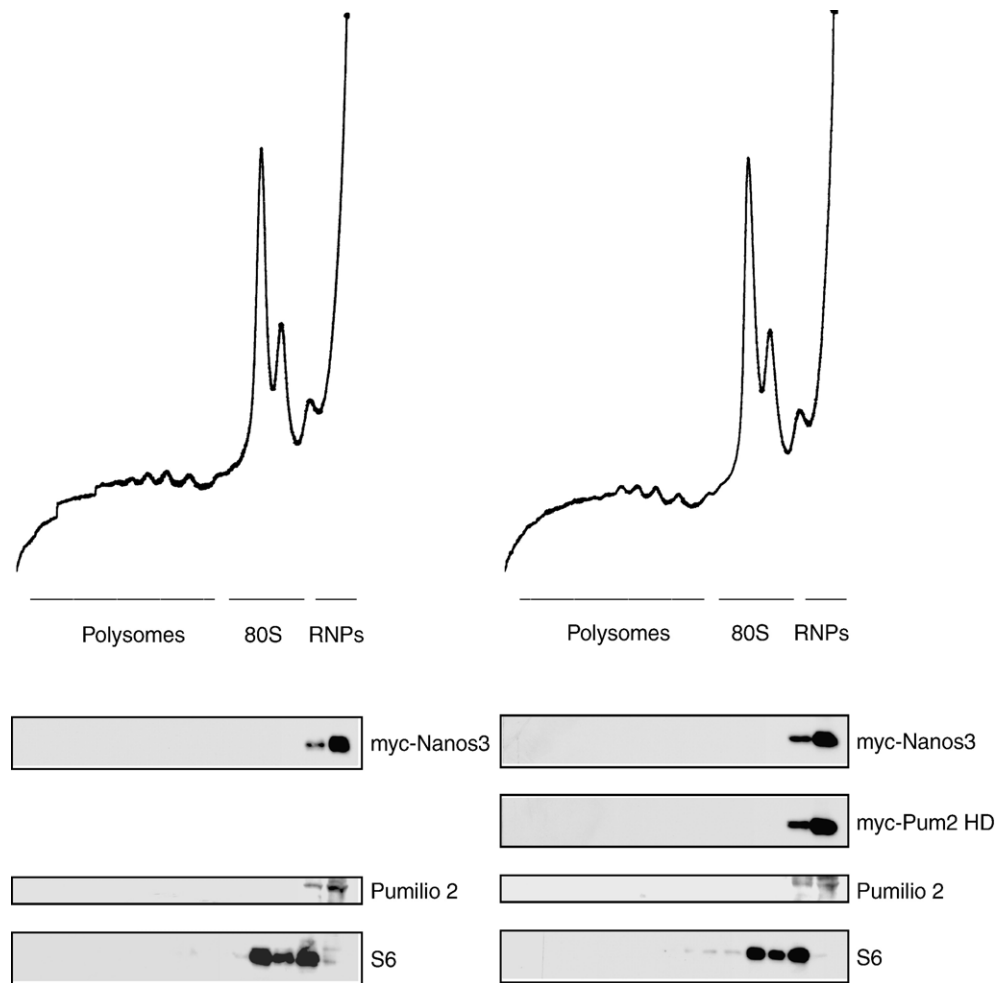 Polysomes 80S RNPs
Polysomes 80S RNPs
myc-Nanos3
Pumilio 2
S6
myc-Nanos3
myc-Pum2 HD
Pumilio 2
S6